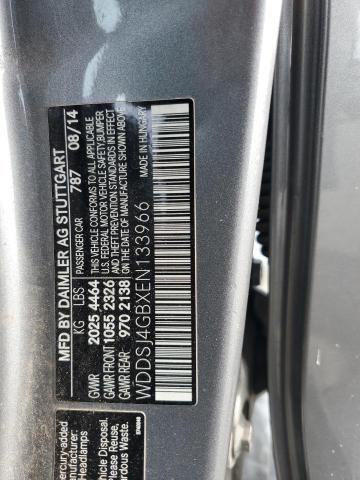 MFD BY DAIMLER AG STUTTGART
PASSENGER CAR 787 08/14
KG LBS THIS VEHICLE CONFORMS TO ALL APPLICABLE
GVWR 2025 4464 U.S. FEDERAL MOTOR VEHICLE SAFETY, BUMPER
GAWR FRONT 1055 2326 AND THEFT PREVENTION STANDARDS IN EFFECT
GAWR REAR 970 2138 ON THE DATE OF MANUFACTURE SHOWN ABOVE
MADE IN HUNGARY
WDDSJ4GBXEN133966
ercury-added
Headlamps
Vehicle Disposal.
Please Reuse,
ardous Waste.